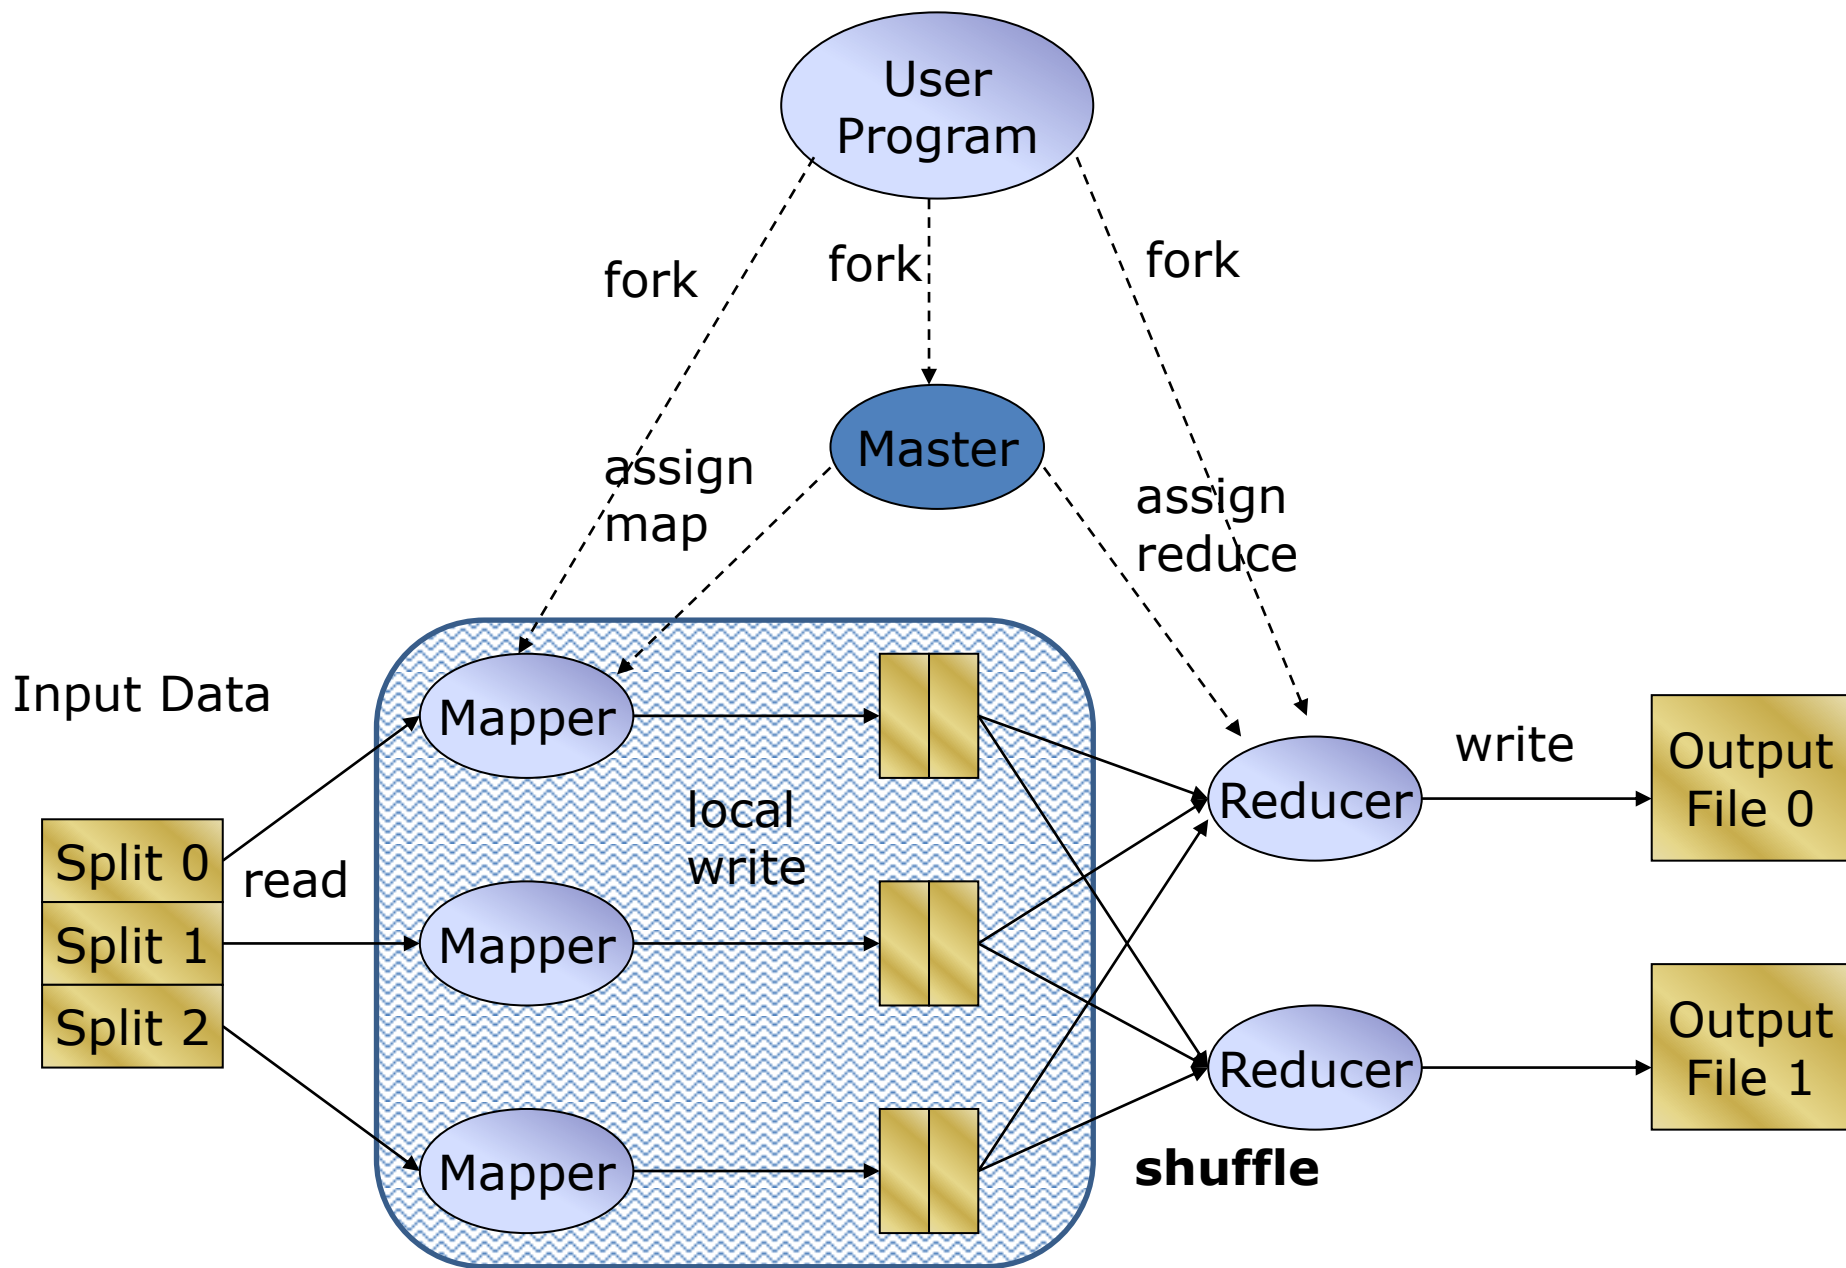 User
Program
fork
fork
fork
Master
assign
map
assign
reduce
Input Data
Mapper
Split 0
Split 1
Split 2
read
local
write
Mapper
Mapper
Reducer
write
Output
File 0
Reducer
Output
File 1
shuffle